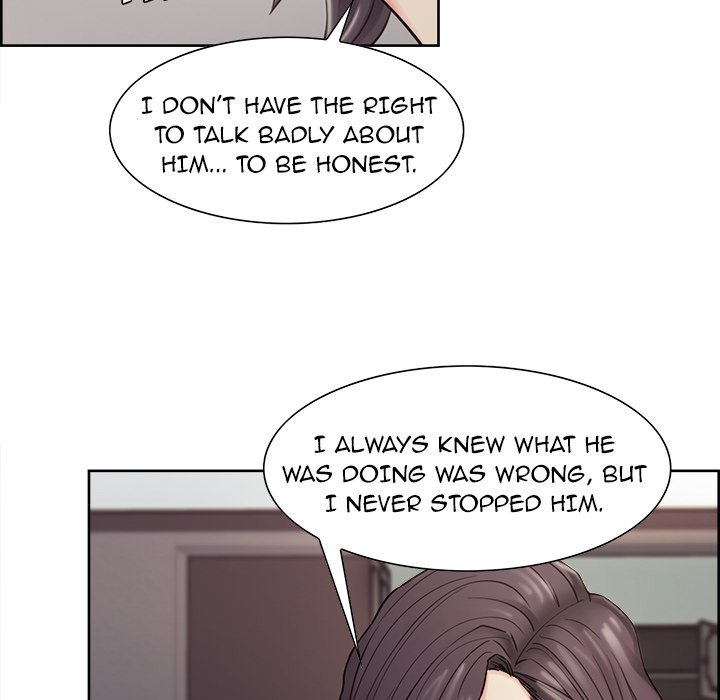 I DON'T HAVE THE RIGHT
TO TALK BADLY ABOUT
HIM... TO BE HONEST.
I ALWAYS KNEW WHAT HE
WAS DOING WAS WRONG, BUT
I NEVER STOPPED HIM.